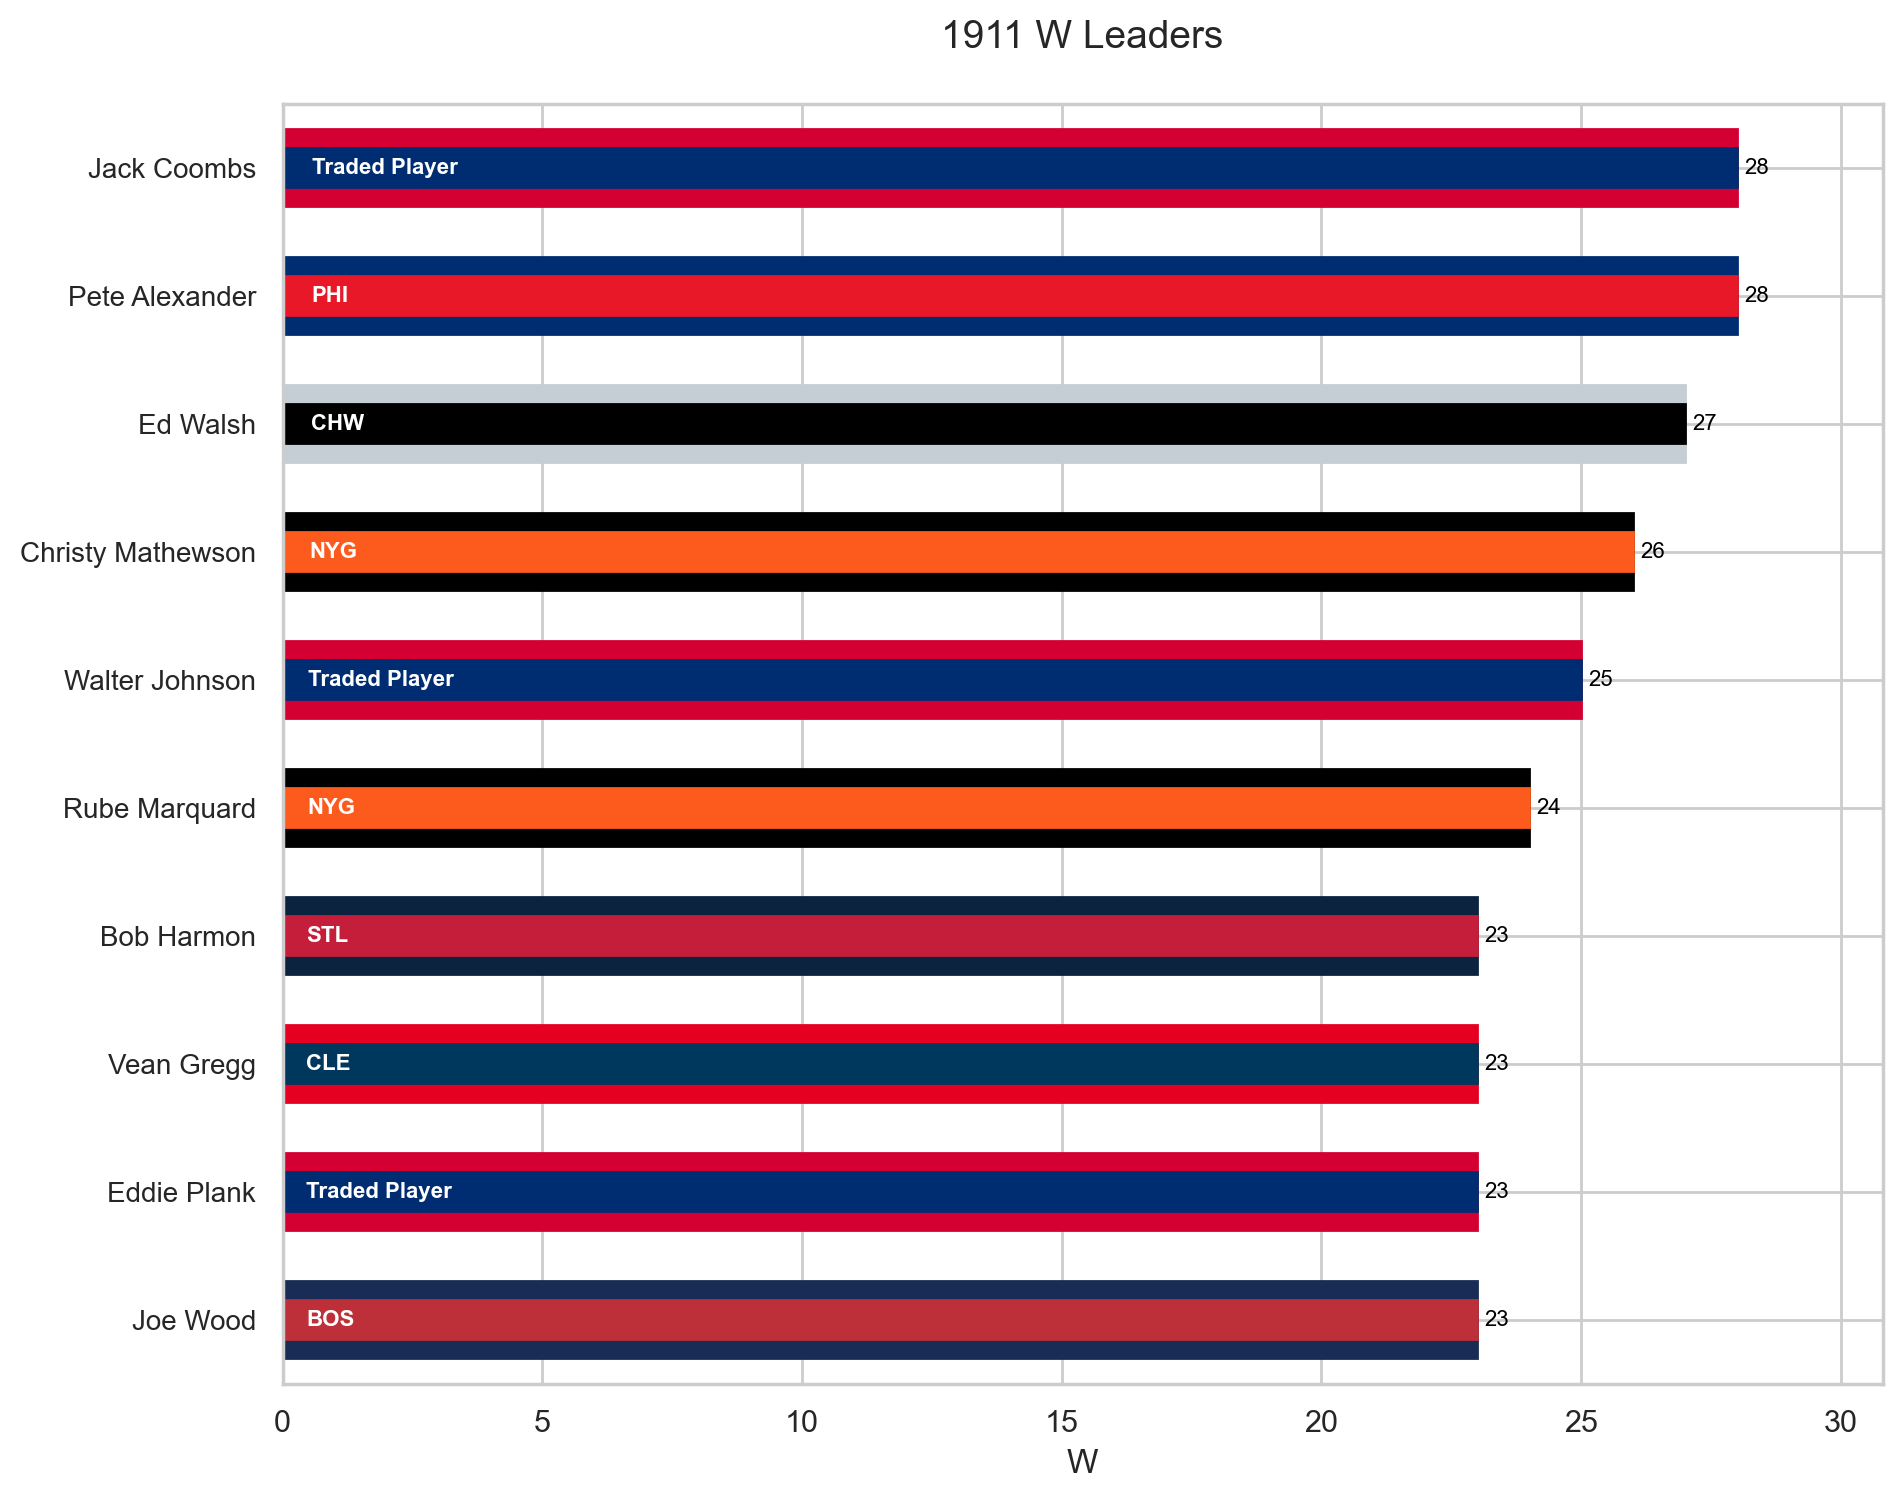 1911 W Leaders
Jack Coombs Traded Player 28
Pete Alexander PHI 28
Ed Walsh CHW 27
Christy Mathewson NYG 26
Walter Johnson Traded Player 25
Rube Marquard NYG 24
Bob Harmon STL 23
Vean Gregg CLE 23
Eddie Plank Traded Player 23
Joe Wood BOS 23
0 5 10 15 20 25 30
W